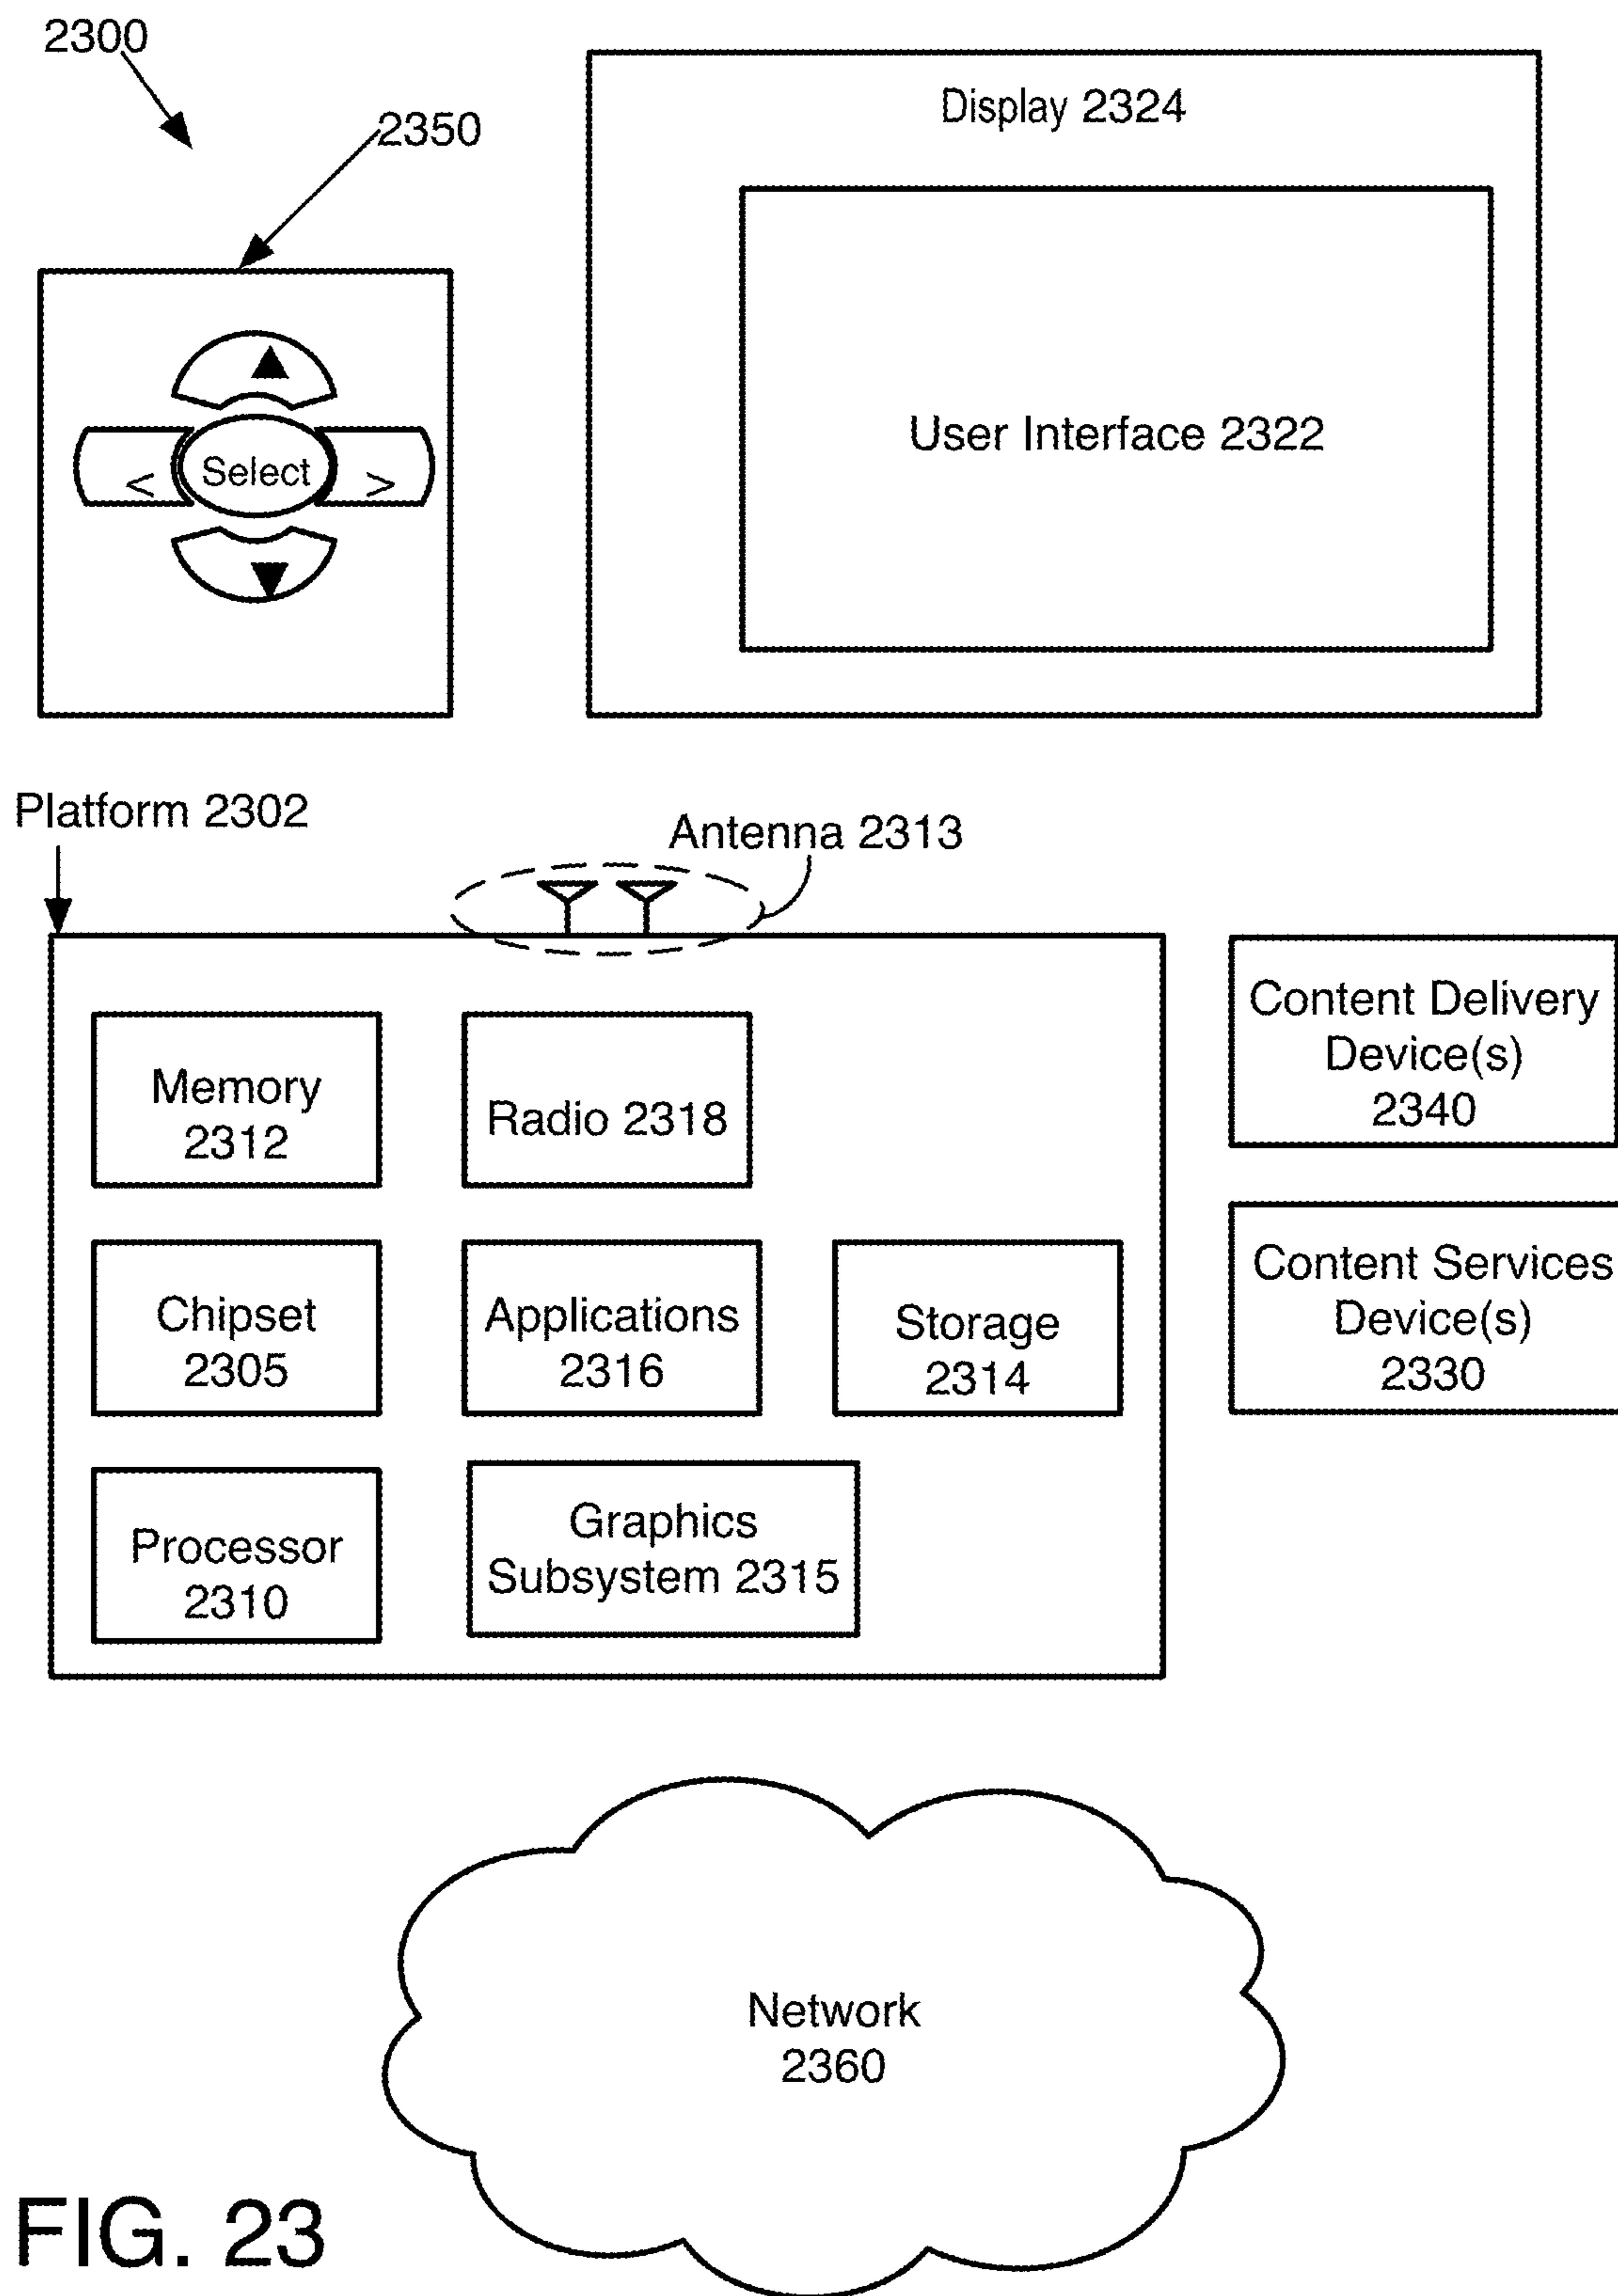 2300
2350
Display 2324
User Interface 2322
<
Select
>
Platform 2302
Antenna 2313
Memory
2312
Radio 2318
Content Delivery
Device(s)
2340
Chipset
2305
Applications
2316
Storage
2314
Content Services
Device(s)
2330
Processor
2310
Graphics
Subsystem 2315
Network
2360
FIG. 23